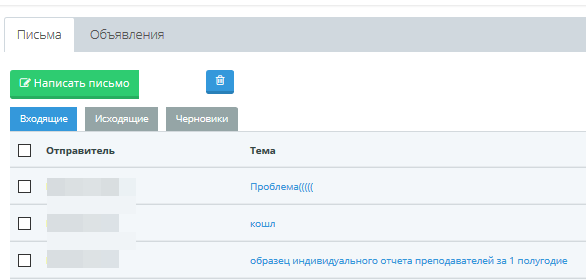 Письма Объявления
Написать письмо
Входящие Исходящие Черновики
Отправитель Тема
Проблема(((((
кошл
образец индивидуального отчета преподавателей за 1 полугодие